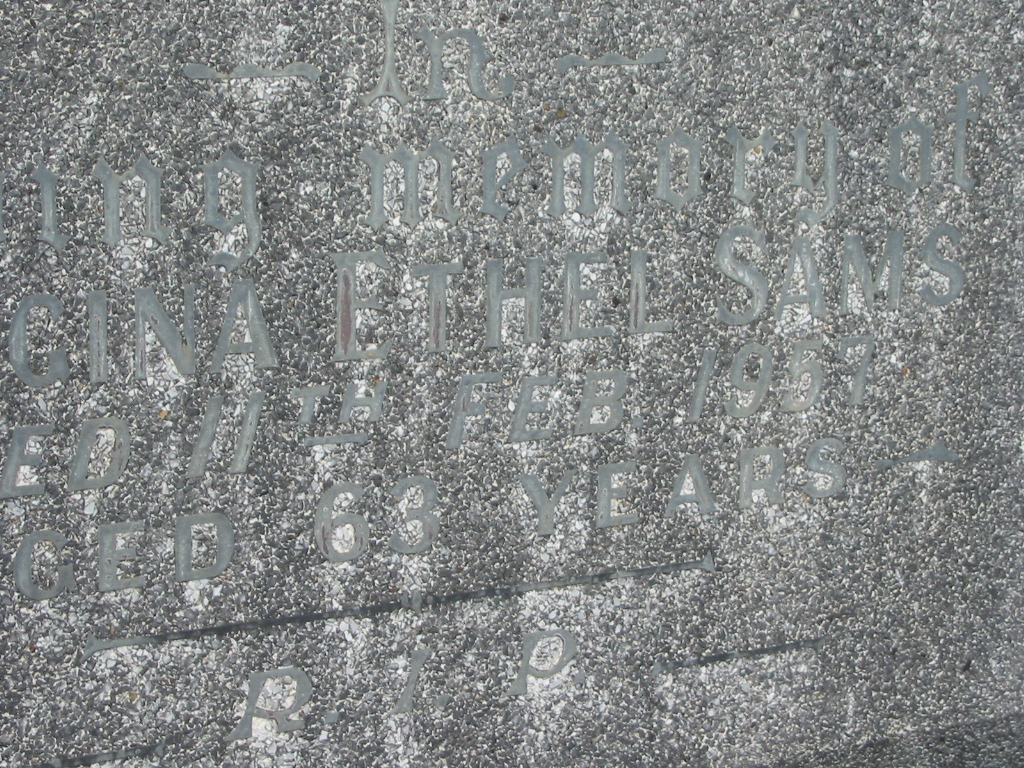 In
ing memory of
GINA ETHEL SAMS
ED 11TH FEB. 1957
GED 63 YEARS
R. I. P.